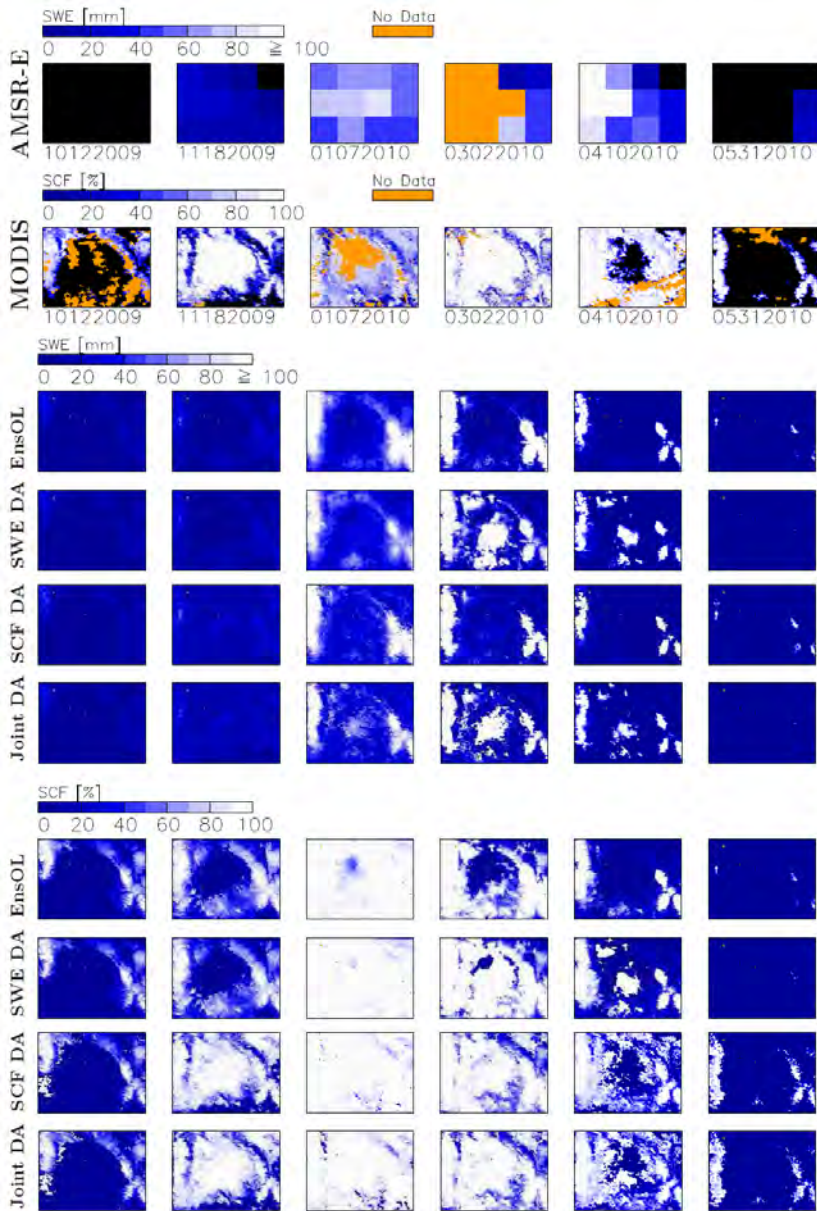 SWE [mm] No Data
0 20 40 60 80 ≥ 100
AMSR-E
10122009 11182009 01072010 03022010 04102010 05312010
SCF [%] No Data
0 20 40 60 80 100
MODIS
10122009 11182009 01072010 03022010 04102010 05312010
SWE [mm]
0 20 40 60 80 ≥ 100
EnsOL
SWE DA
SCF DA
Joint DA
SCF [%]
0 20 40 60 80 100
EnsOL
SWE DA
SCF DA
Joint DA